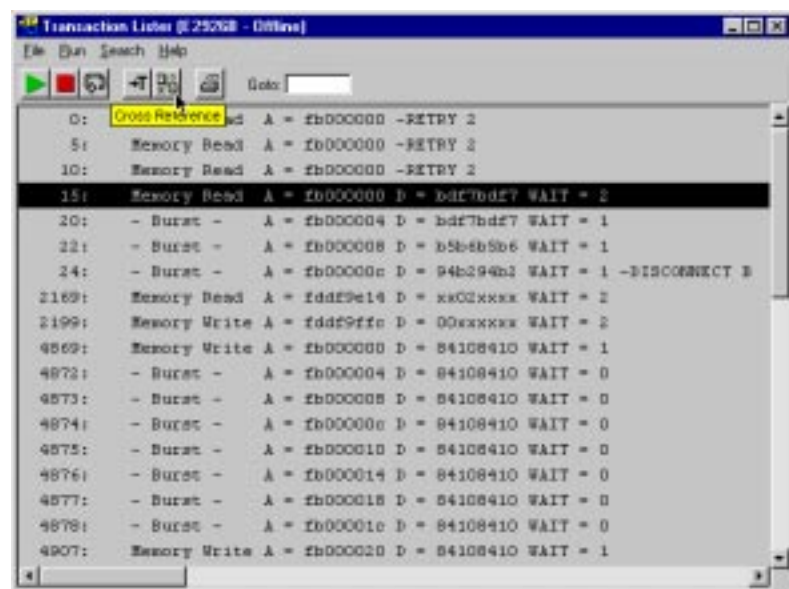 Transaction Lister (E2926B - Offline)
File Run Search Help
Goto:
Cross Reference
0: ad A = fb000000 -RETRY 2
5: Memory Read A = fb000000 -RETRY 2
10: Memory Read A = fb000000 -RETRY 2
15: Memory Read A = fb000000 D = bdf7bdf7 WAIT = 2
20: - Burst - A = fb000004 D = bdf7bdf7 WAIT = 1
22: - Burst - A = fb000008 D = b5b6b5b6 WAIT = 1
24: - Burst - A = fb00000c D = 94b294b2 WAIT = 1 -DISCONNECT B
2169: Memory Read A = fddf9e14 D = xx02xxxx WAIT = 2
2199: Memory Write A = fddf9ffc D = 00xxxxxx WAIT = 2
4869: Memory Write A = fb000000 D = 84108410 WAIT = 1
4872: - Burst - A = fb000004 D = 84108410 WAIT = 0
4873: - Burst - A = fb000008 D = 84108410 WAIT = 0
4874: - Burst - A = fb00000c D = 84108410 WAIT = 0
4875: - Burst - A = fb000010 D = 84108410 WAIT = 0
4876: - Burst - A = fb000014 D = 84108410 WAIT = 0
4877: - Burst - A = fb000018 D = 84108410 WAIT = 0
4878: - Burst - A = fb00001c D = 84108410 WAIT = 0
4907: Memory Write A = fb000020 D = 84108410 WAIT = 1